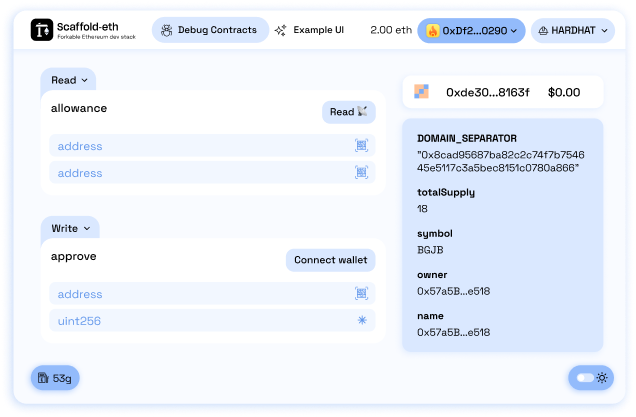 Scaffold-eth
Forkable Ethereum dev stack
Debug Contracts
Example UI
2.00 eth
0xDf2...0290
HARDHAT
Read
allowance
Read
address
address
Write
approve
Connect wallet
address
uint256
53g
0xde30...8163f
$0.00
DOMAIN_SEPARATOR
"0x8cad95687ba82c2c74f7b7546
45e5117c3a5bec8151c0780a866"
totalSupply
18
symbol
BGJB
owner
0x57a5B...e518
name
0x57a5B...e518